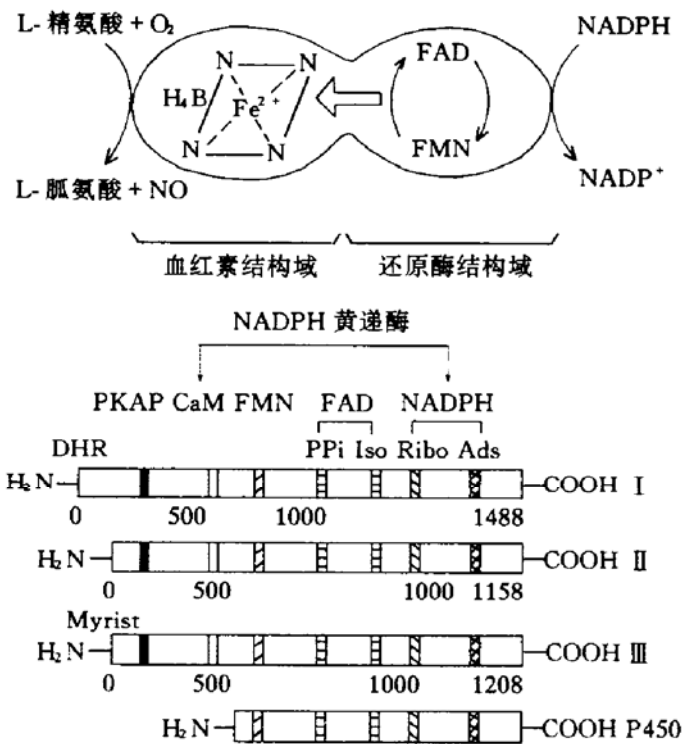 L- 精氨酸 + O₂
NADPH
N N
FAD
H₄B
Fe²⁺
N N
FMN
L- 胍氨酸 + NO
NADP⁺
血红素结构域 还原酶结构域
NADPH 黄递酶
PKAP CaM FMN FAD NADPH
DHR PPi Iso Ribo Ads
H₂N COOH Ⅰ
0 500 1000 1488
H₂N COOH Ⅱ
0 500 1000 1158
Myrist
H₂N COOH Ⅲ
0 500 1000 1208
H₂N COOH P450